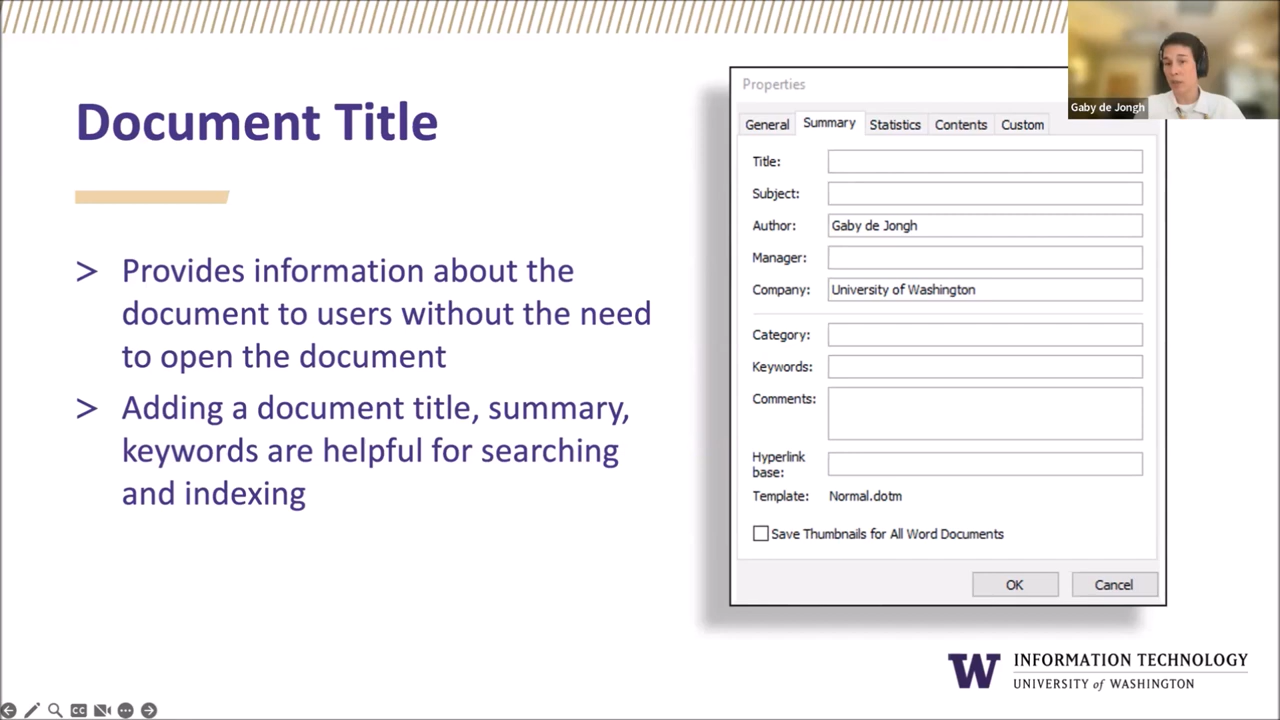 Document Title
> Provides information about the
document to users without the need
to open the document
> Adding a document title, summary,
keywords are helpful for searching
and indexing
Properties
General Summary Statistics Contents Custom
Title:
Subject:
Author: Gaby de Jongh
Manager:
Company: University of Washington
Category:
Keywords:
Comments:
Hyperlink
base:
Template: Normal.dotm
Save Thumbnails for All Word Documents
OK Cancel
Gaby de Jongh
W INFORMATION TECHNOLOGY
UNIVERSITY of WASHINGTON
CC